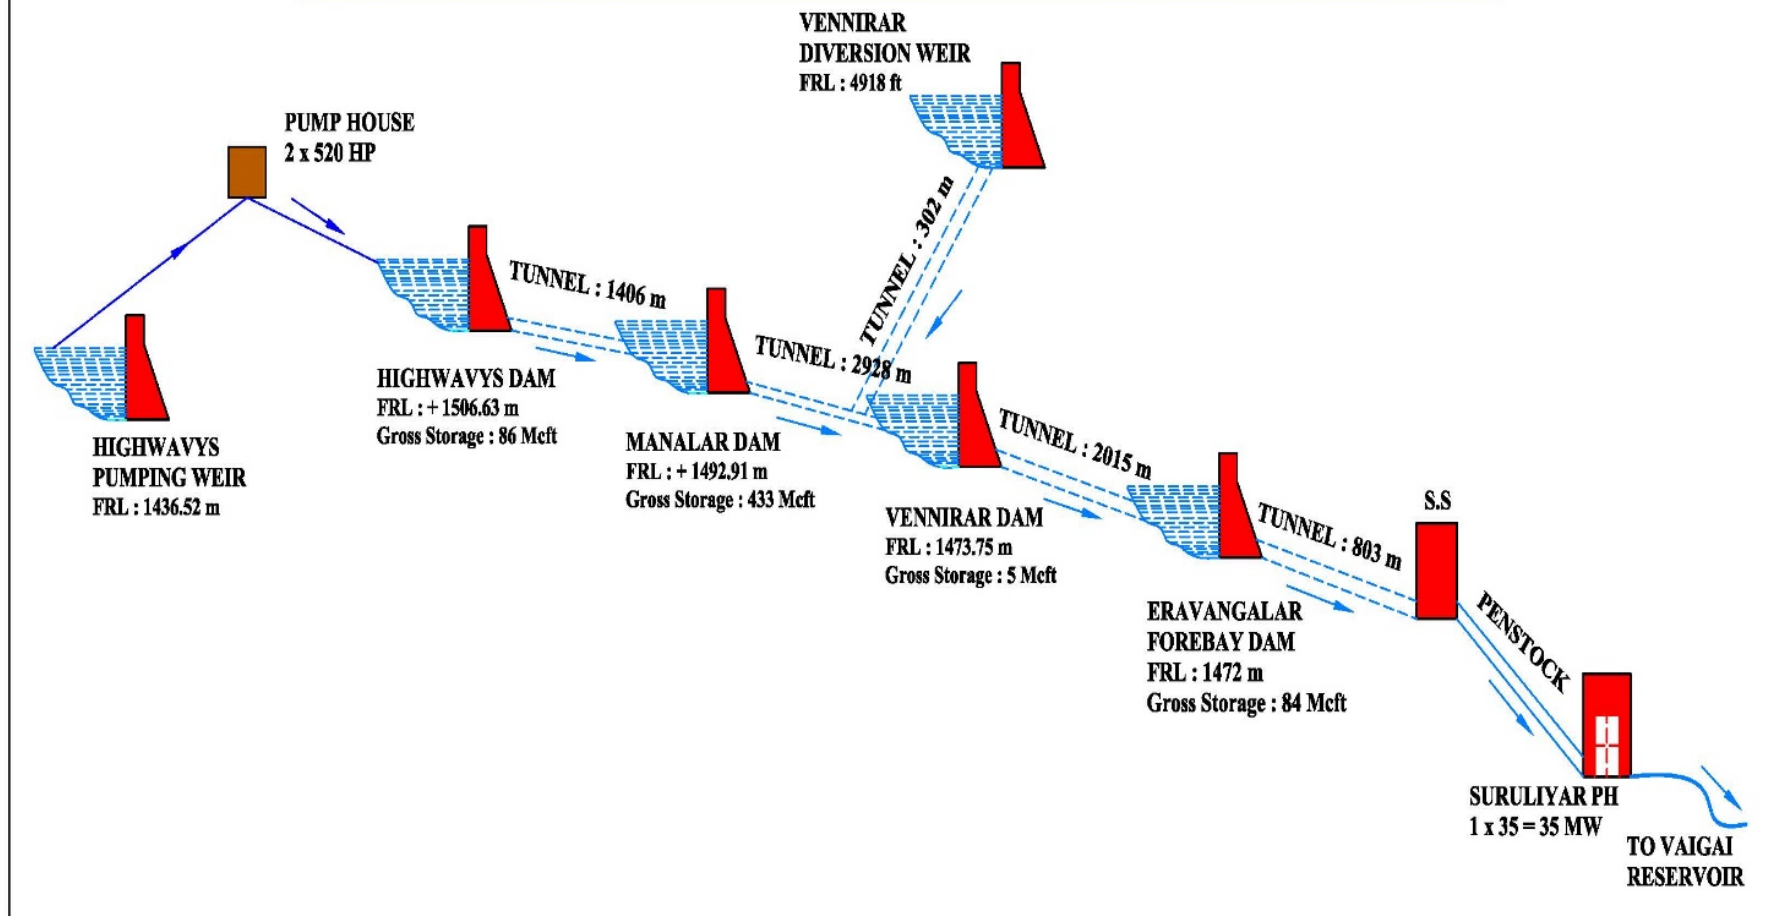 VENNIRAR
DIVERSION WEIR
FRL : 4918 ft
PUMP HOUSE
2 x 520 HP
TUNNEL : 302 m
TUNNEL : 1406 m
TUNNEL : 2928 m
HIGHWAVYS DAM
FRL : + 1506.63 m
Gross Storage : 86 Mcft
HIGHWAVYS
PUMPING WEIR
FRL : 1436.52 m
MANALAR DAM
FRL : + 1492.91 m
Gross Storage : 433 Mcft
TUNNEL : 2015 m
VENNIRAR DAM
FRL : 1473.75 m
Gross Storage : 5 Mcft
TUNNEL : 803 m
S.S
ERAVANGALAR
FOREBAY DAM
FRL : 1472 m
Gross Storage : 84 Mcft
PENSTOCK
SURULIYAR PH
1 x 35 = 35 MW
TO VAIGAI
RESERVOIR